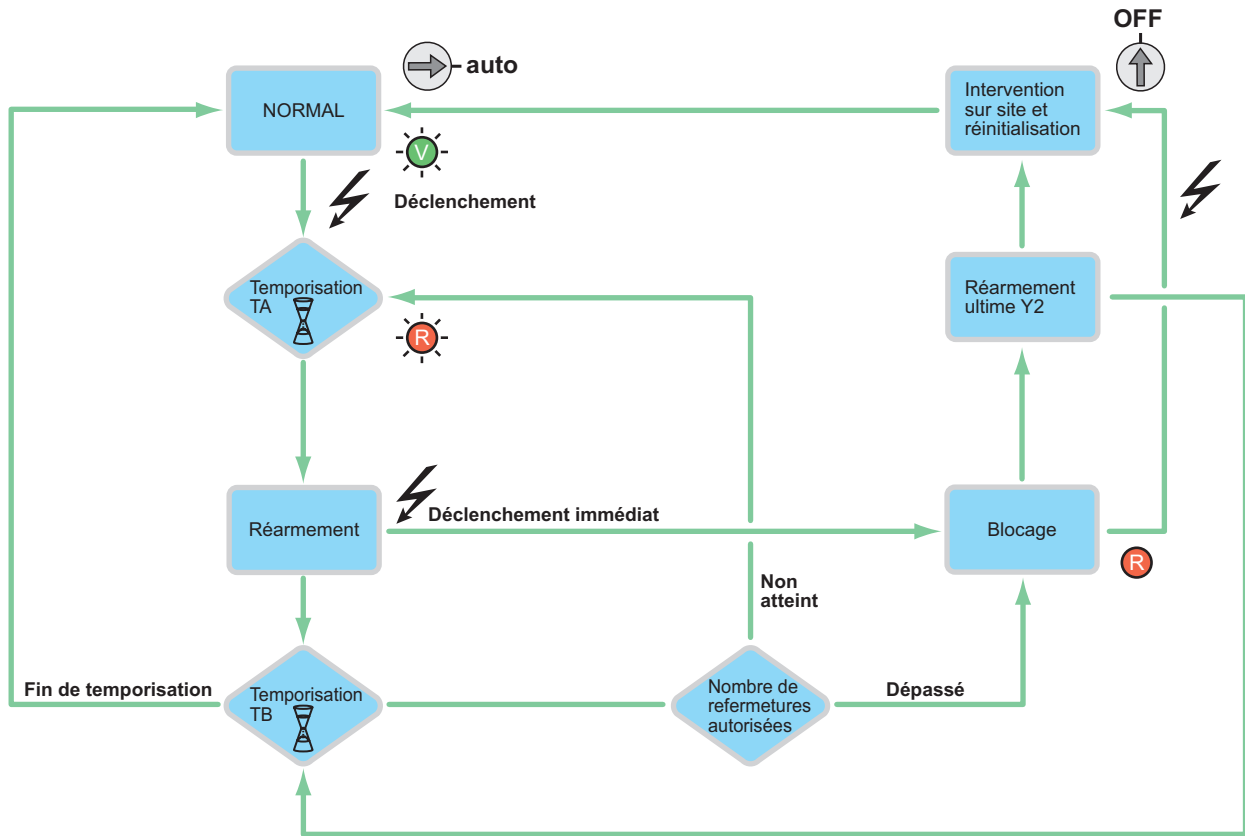 OFF
auto
NORMAL
Intervention
sur site et
réinitialisation
V
Déclenchement
Temporisation
TA
R
Réarmement
ultime Y2
Réarmement
Déclenchement immédiat
Blocage
R
Non
atteint
Fin de temporisation
Temporisation
TB
Nombre de
refermetures
autorisées
Dépassé